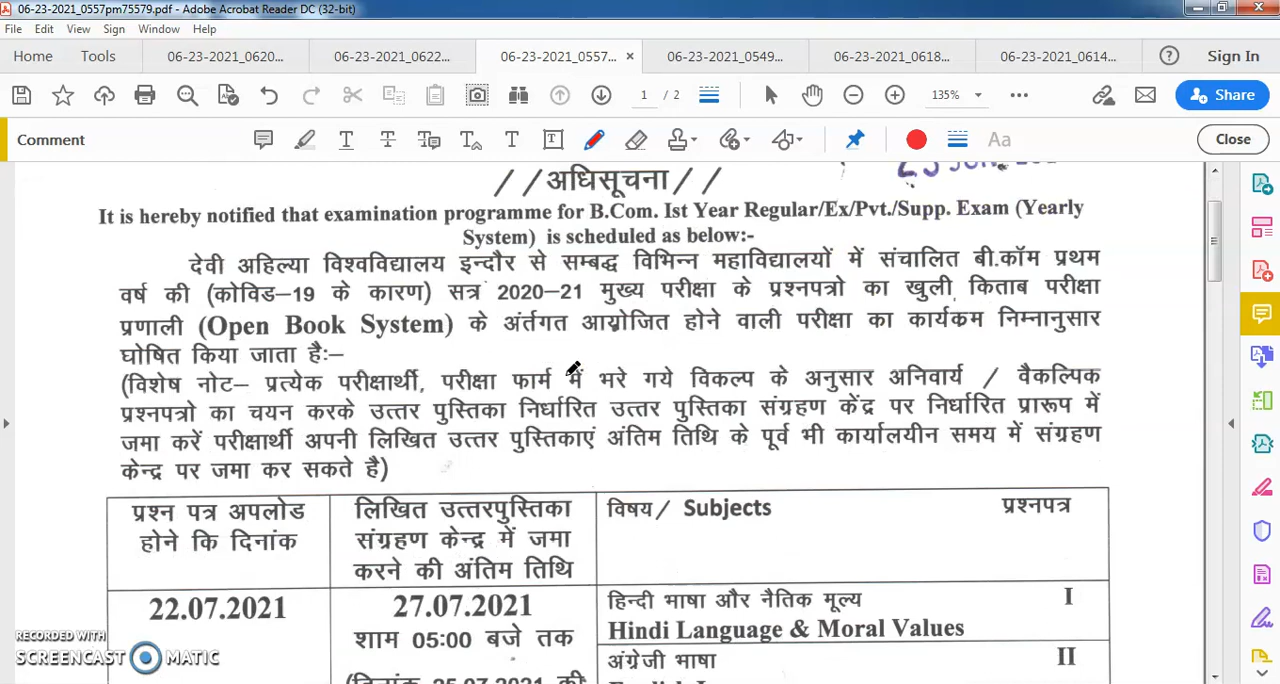 06-23-2021_0557pm75579.pdf - Adobe Acrobat Reader DC (32-bit)
File Edit View Sign Window Help
Home Tools 06-23-2021_0620... 06-23-2021_0622... 06-23-2021_0557... × 06-23-2021_0549... 06-23-2021_0618... 06-23-2021_0614... Sign In
1 / 2 135% Share
Comment Close
//अधिसूचना//
It is hereby notified that examination programme for B.Com. Ist Year Regular/Ex/Pvt./Supp. Exam (Yearly
System) is scheduled as below:-
देवी अहिल्या विश्वविद्यालय इन्दौर से सम्बद्ध विभिन्न महाविद्यालयों में संचालित बी.कॉम प्रथम
वर्ष की (कोविड–19 के कारण) सत्र 2020–21 मुख्य परीक्षा के प्रश्नपत्रो का खुली किताब परीक्षा
प्रणाली (Open Book System) के अंर्तगत आयोजित होने वाली परीक्षा का कार्यकम निम्नानुसार
घोषित किया जाता है:–
(विशेष नोट– प्रत्येक परीक्षार्थी, परीक्षा फार्म में भरे गये विकल्प के अनुसार अनिवार्य / वैकल्पिक
प्रश्नपत्रो का चयन करके उत्तर पुस्तिका निर्धारित उत्तर पुस्तिका संग्रहण केंद्र पर निर्धारित प्रारूप में
जमा करें परीक्षार्थी अपनी लिखित उत्तर पुस्तिकाएं अंतिम तिथि के पूर्व भी कार्यालयीन समय में संग्रहण
केन्द्र पर जमा कर सकते है)
प्रश्न पत्र अपलोड
होने कि दिनांक
लिखित उत्तरपुस्तिका
संग्रहण केन्द्र में जमा
करने की अंतिम तिथि
विषय/ Subjects प्रश्नपत्र
22.07.2021
27.07.2021
शाम 05:00 बजे तक
(दिनांक 25.07.2021 की
हिन्दी भाषा और नैतिक मूल्य I
Hindi Language & Moral Values
अंग्रेजी भाषा II
RECORDED WITH
SCREENCAST MATIC